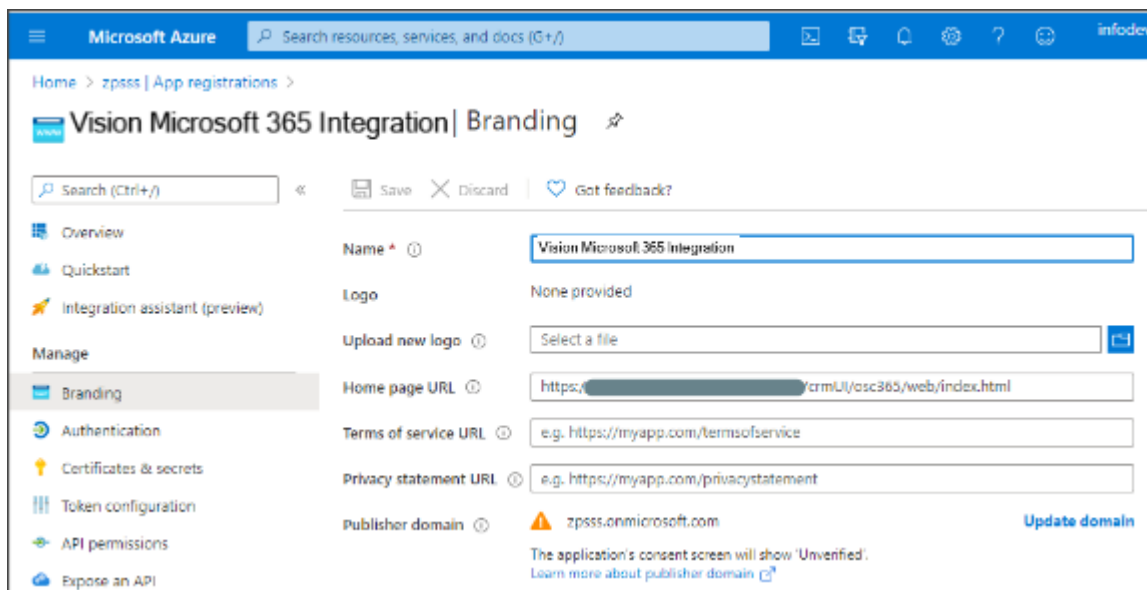 Microsoft Azure
Search resources, services, and docs (G+/)
infodev
Home > zpsss | App registrations >
Vision Microsoft 365 Integration | Branding
Search (Ctrl+/)
«
Save
Discard
Got feedback?
Overview
Quickstart
Integration assistant (preview)
Manage
Branding
Authentication
Certificates & secrets
Token configuration
API permissions
Expose an API
Name *
Vision Microsoft 365 Integration
Logo
None provided
Upload new logo
Select a file
Home page URL
https:/ /crmUI/osc365/web/index.html
Terms of service URL
e.g. https://myapp.com/termsofservice
Privacy statement URL
e.g. https://myapp.com/privacystatement
Publisher domain
zpsss.onmicrosoft.com
Update domain
The application's consent screen will show 'Unverified'.
Learn more about publisher domain